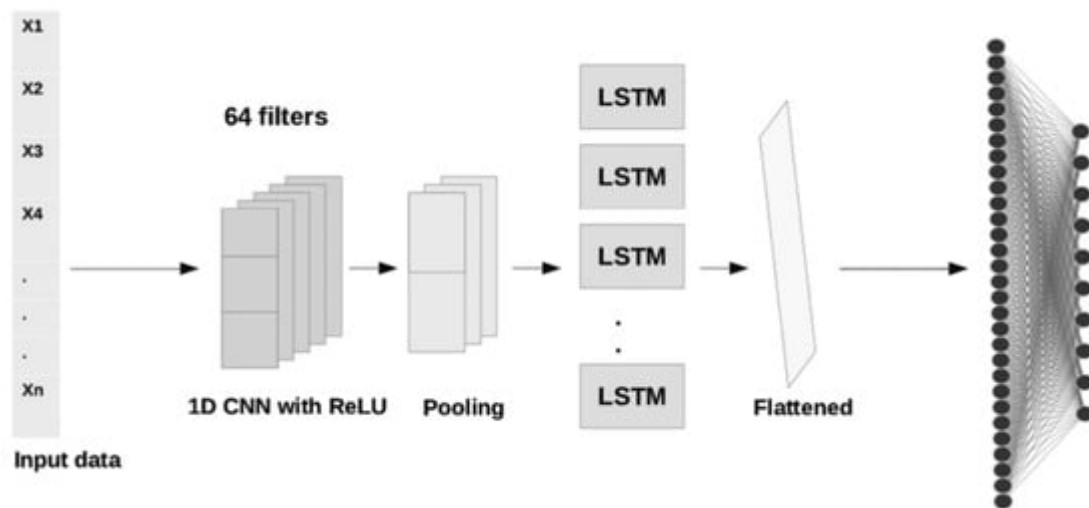 X1
X2
X3
X4
.
.
.
Xn
Input data
64 filters
1D CNN with ReLU
Pooling
LSTM
LSTM
LSTM
.
.
LSTM
Flattened